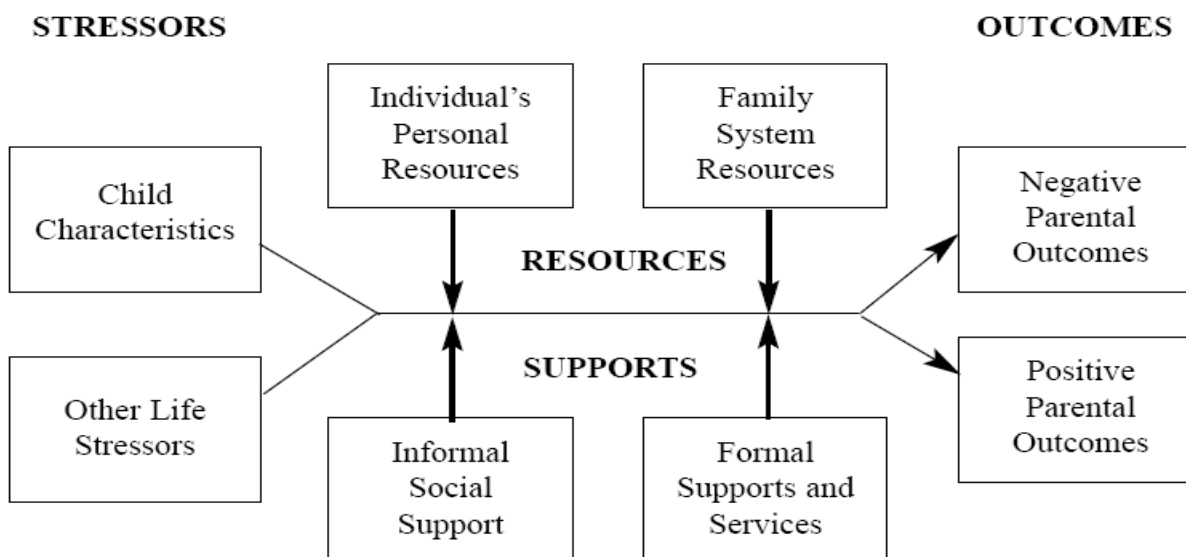 STRESSORS
OUTCOMES
Individual’s
Personal
Resources
Family
System
Resources
Child
Characteristics
Negative
Parental
Outcomes
RESOURCES
SUPPORTS
Other Life
Stressors
Positive
Parental
Outcomes
Informal
Social
Support
Formal
Supports and
Services